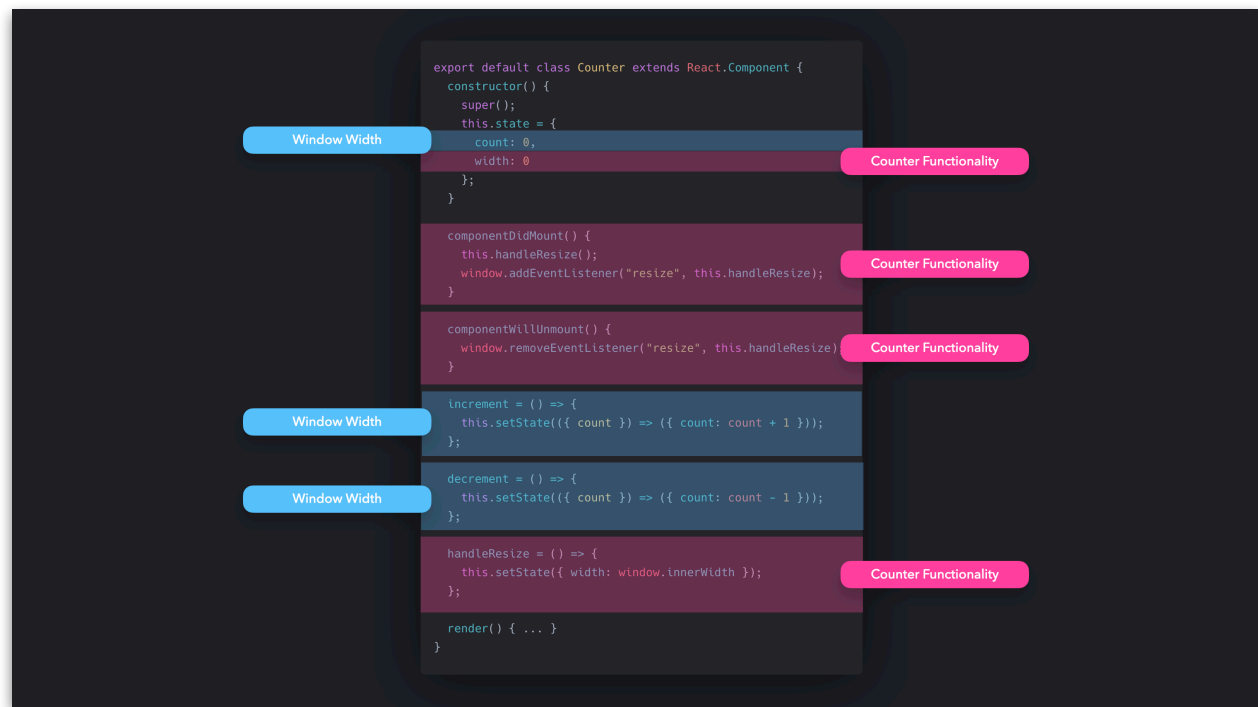 export default class Counter extends React.Component {
constructor() {
super();
this.state = {
Window Width
count: 0,
width: 0
Counter Functionality
};
}
componentDidMount() {
this.handleResize();
Counter Functionality
window.addEventListener("resize", this.handleResize);
}
componentWillUnmount() {
window.removeEventListener("resize", this.handleResize)
Counter Functionality
}
increment = () => {
Window Width
this.setState(({ count }) => ({ count: count + 1 }));
};
decrement = () => {
Window Width
this.setState(({ count }) => ({ count: count - 1 }));
};
handleResize = () => {
this.setState({ width: window.innerWidth });
Counter Functionality
};
render() { ... }
}